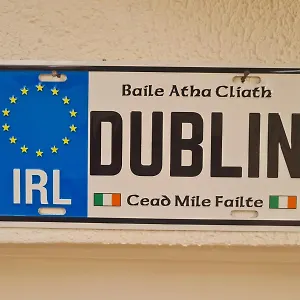 Baile Atha Cliath
DUBLIN
IRL
Cead Mile Failte